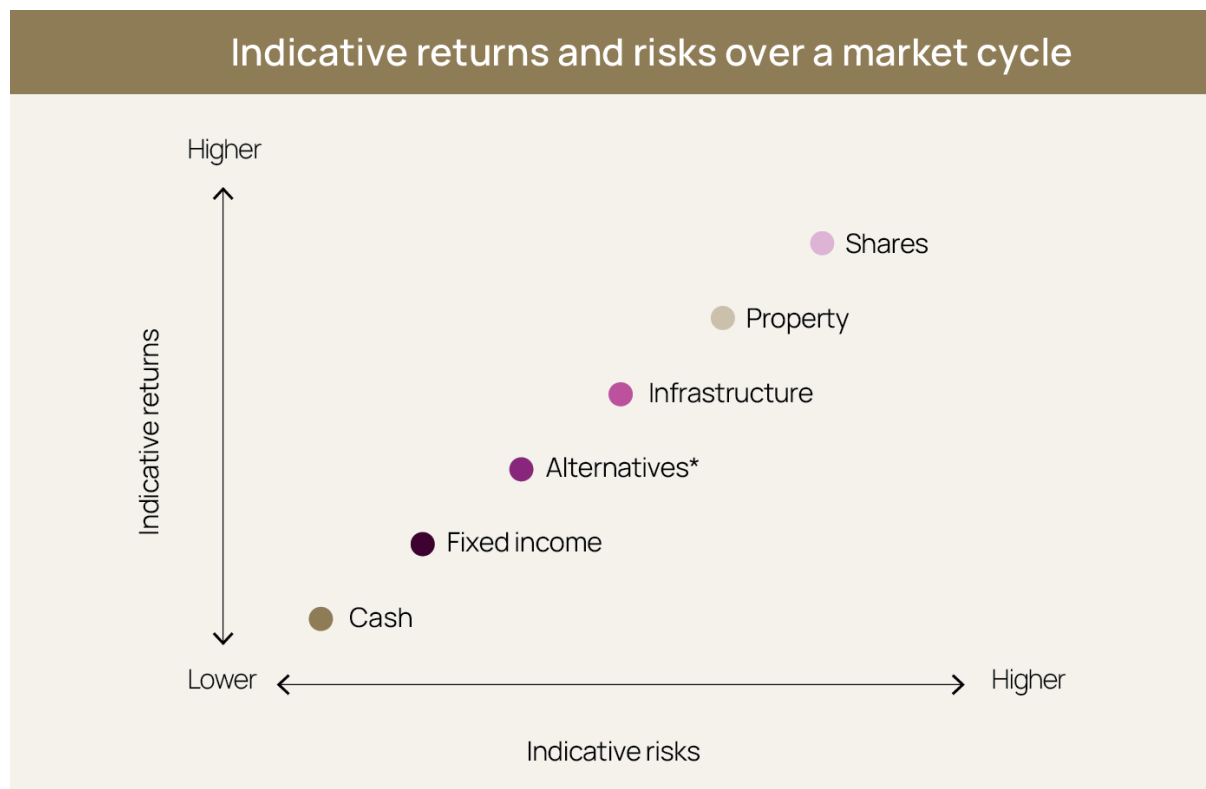 Indicative returns and risks over a market cycle
Higher
Shares
Property
Infrastructure
Alternatives*
Fixed income
Cash
Indicative returns
Lower
Higher
Indicative risks